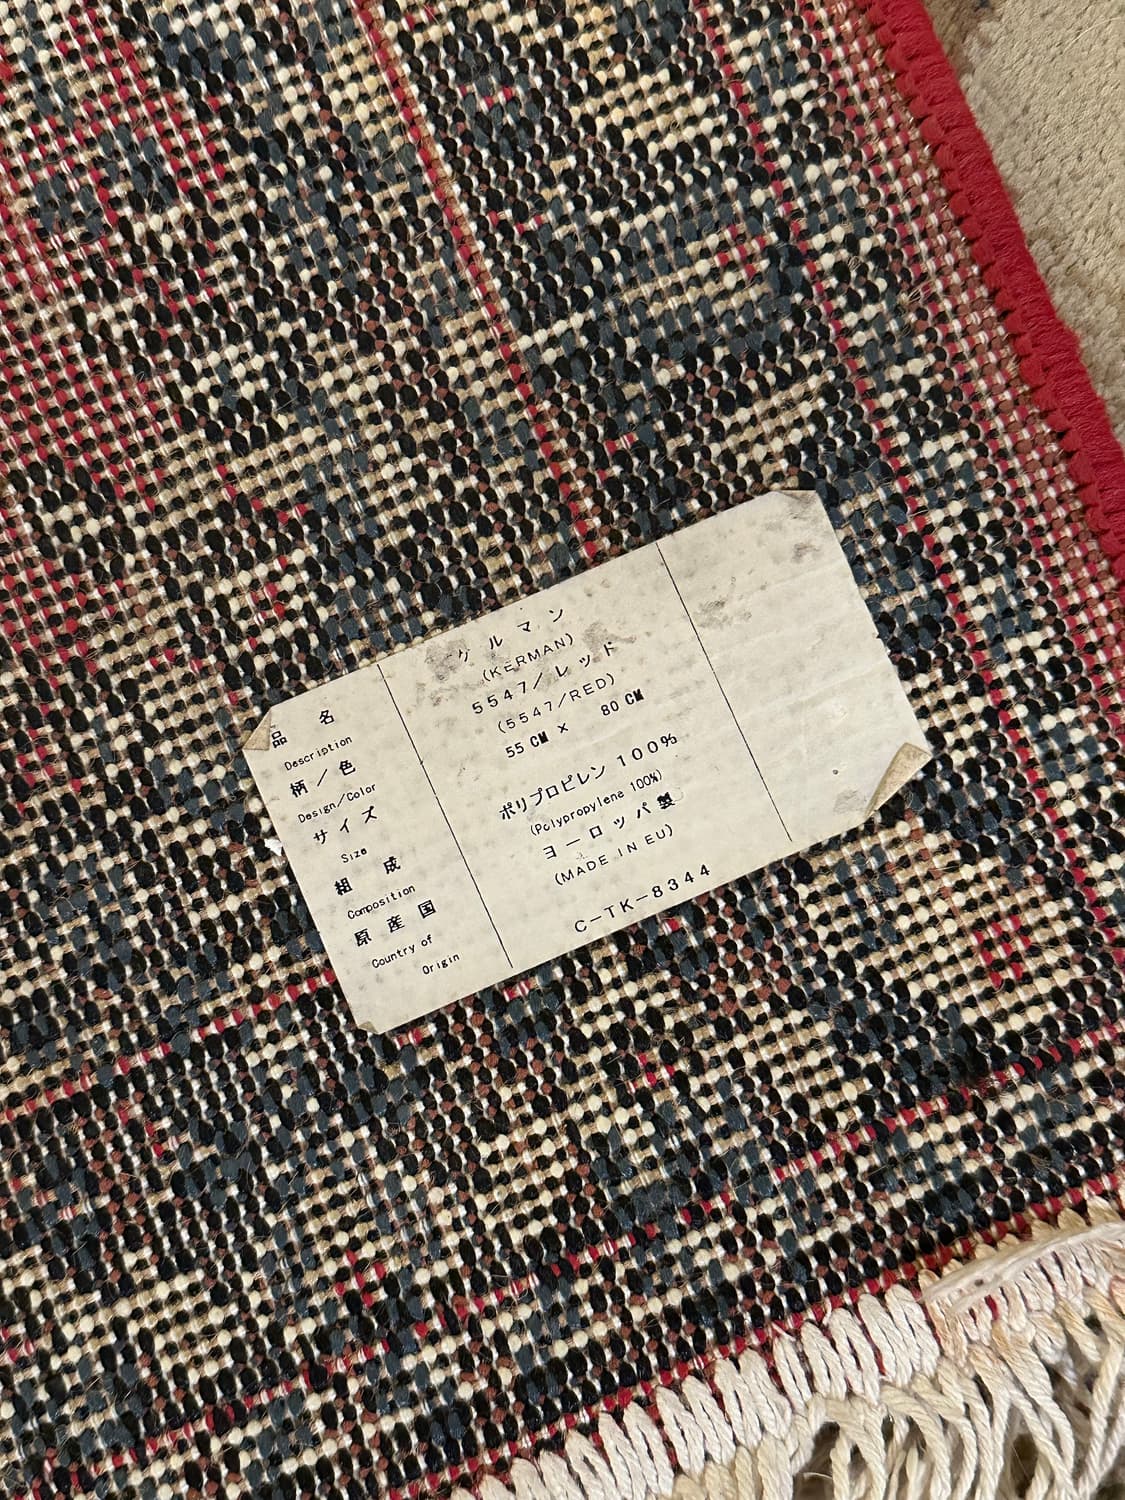 品 名
Description
柄/色
Design/Color
サイズ
Size
組 成
Composition
原産国
Country of
Origin
ケルマン
(KERMAN)
5547/レッド
(5547/RED)
55 CM × 80 CM
ポリプロピレン 100%
(Polypropylene 100%)
ヨーロッパ製
(MADE IN EU)
C-TK-8344